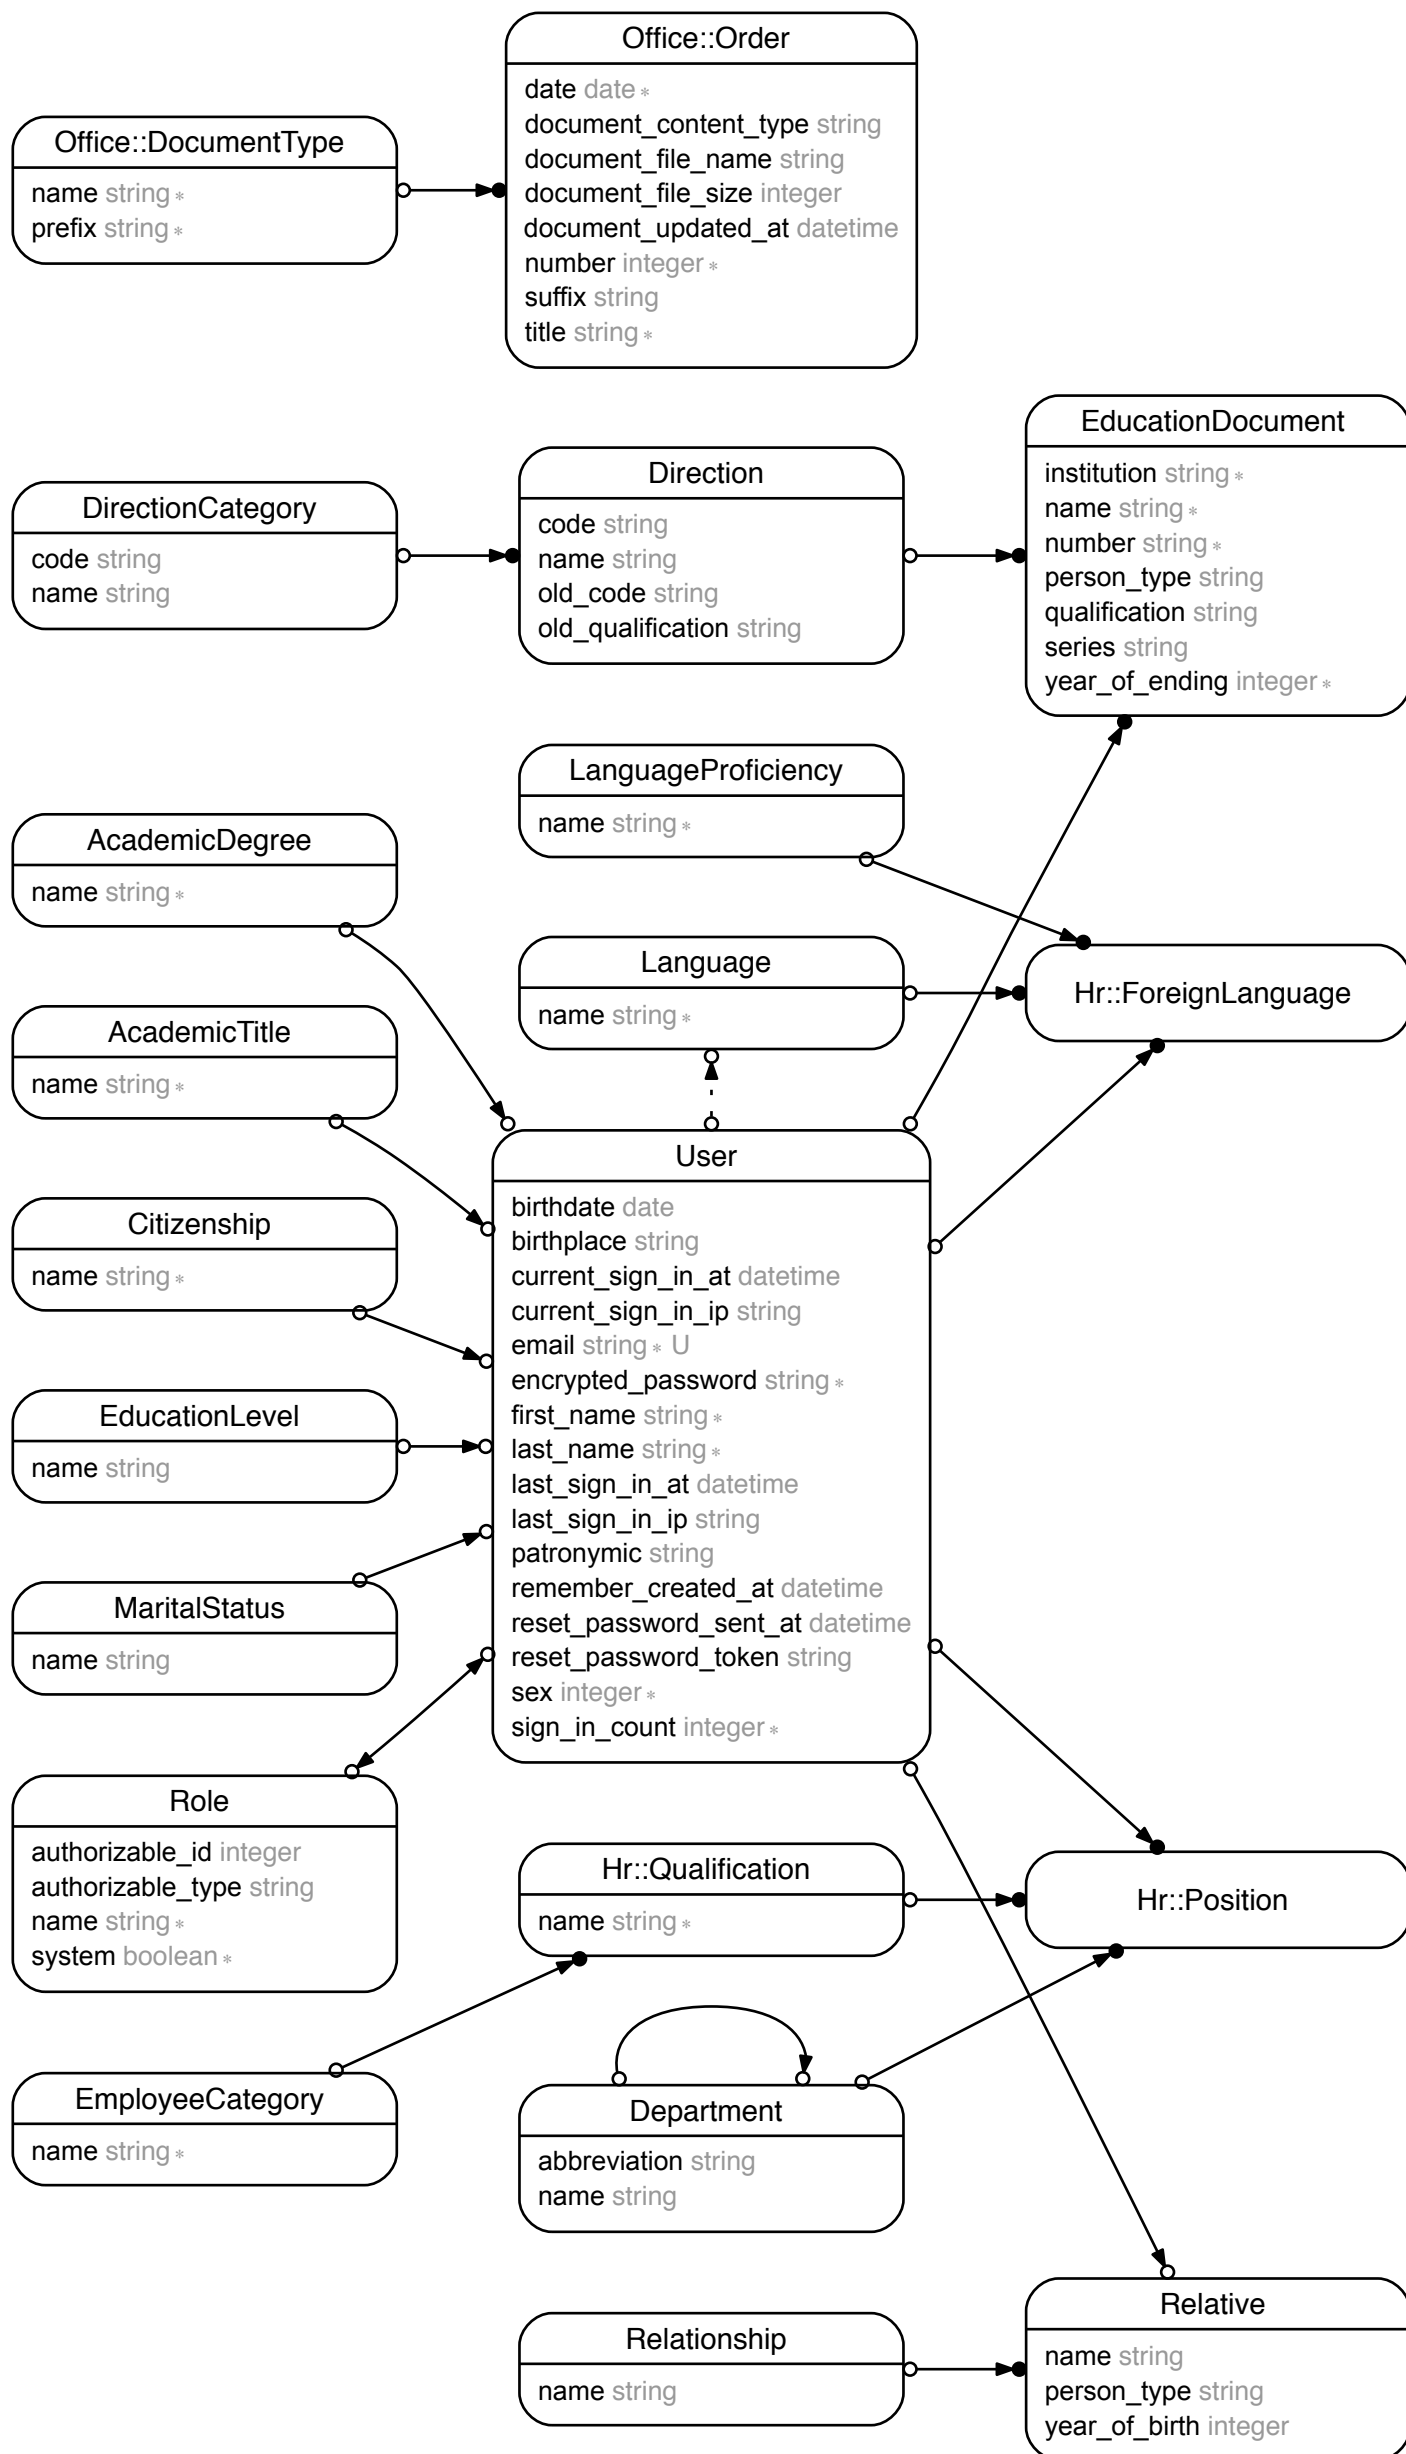 Office::Order
date date *
document_content_type string
document_file_name string
document_file_size integer
document_updated_at datetime
number integer *
suffix string
title string *
Office::DocumentType
name string *
prefix string *
EducationDocument
institution string *
name string *
number string *
person_type string
qualification string
series string
year_of_ending integer *
Direction
code string
name string
old_code string
old_qualification string
DirectionCategory
code string
name string
LanguageProficiency
name string *
AcademicDegree
name string *
Language
name string *
Hr::ForeignLanguage
AcademicTitle
name string *
User
birthdate date
birthplace string
current_sign_in_at datetime
current_sign_in_ip string
email string * U
encrypted_password string *
first_name string *
last_name string *
last_sign_in_at datetime
last_sign_in_ip string
patronymic string
remember_created_at datetime
reset_password_sent_at datetime
reset_password_token string
sex integer *
sign_in_count integer *
Citizenship
name string *
EducationLevel
name string
MaritalStatus
name string
Role
authorizable_id integer
authorizable_type string
name string *
system boolean *
Hr::Qualification
name string *
Hr::Position
EmployeeCategory
name string *
Department
abbreviation string
name string
Relationship
name string
Relative
name string
person_type string
year_of_birth integer